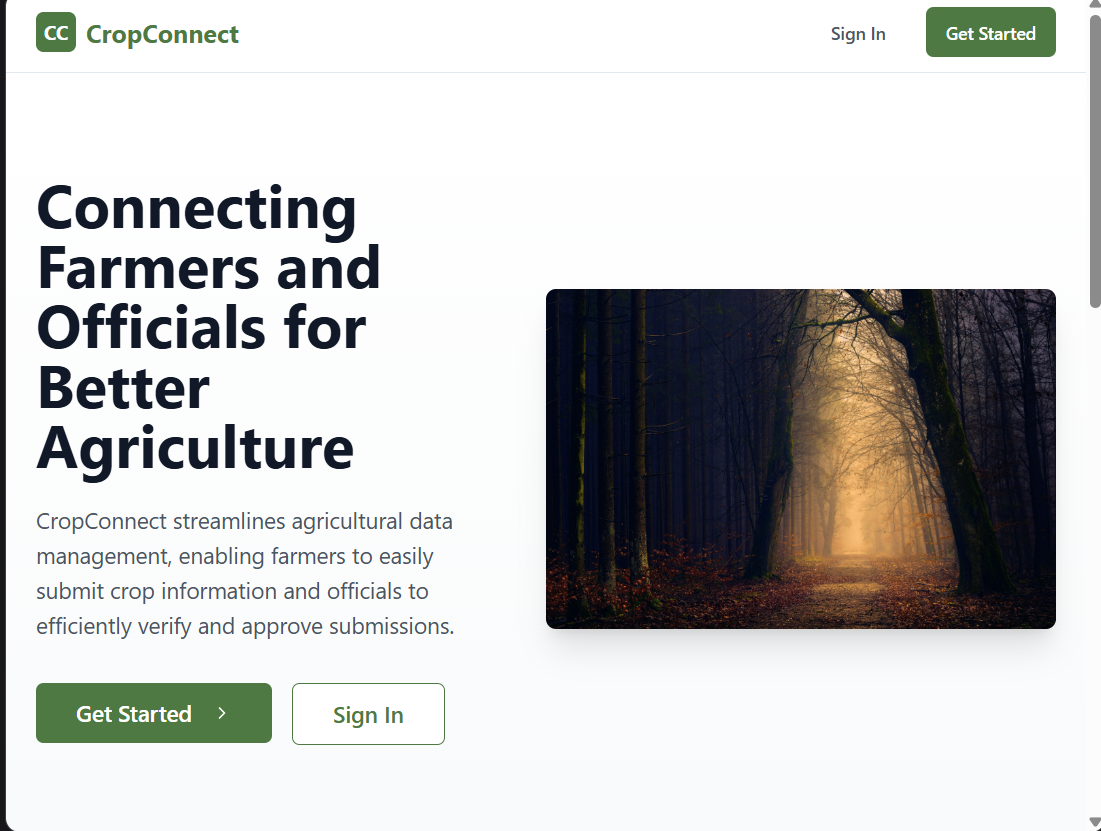 CC CropConnect Sign In Get Started
Connecting
Farmers and
Officials for
Better
Agriculture
CropConnect streamlines agricultural data
management, enabling farmers to easily
submit crop information and officials to
efficiently verify and approve submissions.
Get Started Sign In